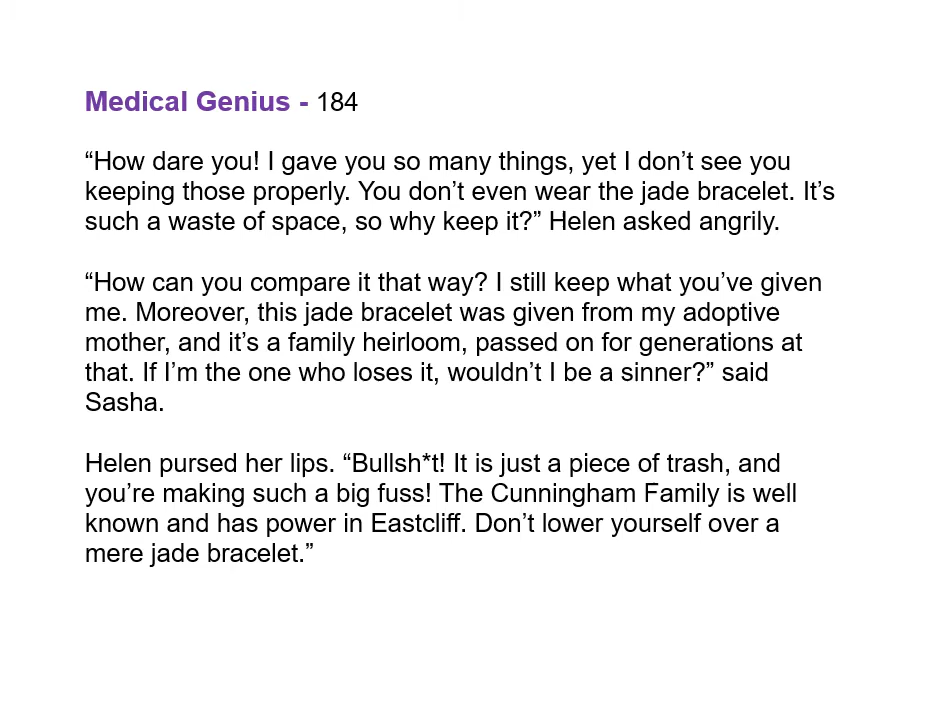 Medical Genius - 184
“How dare you! I gave you so many things, yet I don’t see you
keeping those properly. You don’t even wear the jade bracelet. It’s
such a waste of space, so why keep it?” Helen asked angrily.
“How can you compare it that way? I still keep what you’ve given
me. Moreover, this jade bracelet was given from my adoptive
mother, and it’s a family heirloom, passed on for generations at
that. If I’m the one who loses it, wouldn’t I be a sinner?” said
Sasha.
Helen pursed her lips. “Bullsh*t! It is just a piece of trash, and
you’re making such a big fuss! The Cunningham Family is well
known and has power in Eastcliff. Don’t lower yourself over a
mere jade bracelet.”